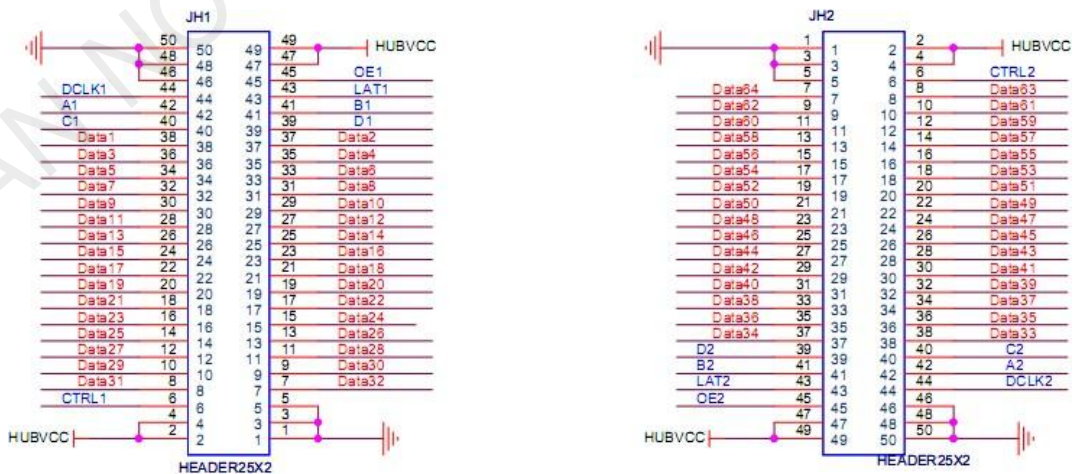 AN NO
JH1
50 50 49 49 HUBVCC
48 48 47 47
46 46 45 45 OE1
DCLK1 44 44 43 43 LAT1
A1 42 42 41 41 B1
C1 40 40 39 39 D1
Data1 38 38 37 37 Data2
Data3 36 36 35 35 Data4
Data5 34 34 33 33 Data6
Data7 32 32 31 31 Data8
Data9 30 30 29 29 Data10
Data11 28 28 27 27 Data12
Data13 26 26 25 25 Data14
Data15 24 24 23 23 Data16
Data17 22 22 21 21 Data18
Data19 20 20 19 19 Data20
Data21 18 18 17 17 Data22
Data23 16 16 15 15 Data24
Data25 14 14 13 13 Data26
Data27 12 12 11 11 Data28
Data29 10 10 9 9 Data30
Data31 8 8 7 7 Data32
CTRL1 6 6 5 5
4 4 3 3
HUBVCC 2 2 1 1
HEADER25X2
JH2
1 1 2 2 HUBVCC
3 3 4 4
5 5 6 6 CTRL2
Data64 7 7 8 8 Data63
Data62 9 9 10 10 Data61
Data60 11 11 12 12 Data59
Data58 13 13 14 14 Data57
Data56 15 15 16 16 Data55
Data54 17 17 18 18 Data53
Data52 19 19 20 20 Data51
Data50 21 21 22 22 Data49
Data48 23 23 24 24 Data47
Data46 25 25 26 26 Data45
Data44 27 27 28 28 Data43
Data42 29 29 30 30 Data41
Data40 31 31 32 32 Data39
Data38 33 33 34 34 Data37
Data36 35 35 36 36 Data35
Data34 37 37 38 38 Data33
D2 39 39 40 40 C2
B2 41 41 42 42 A2
LAT2 43 43 44 44 DCLK2
OE2 45 45 46 46
47 47 48 48
HUBVCC 49 49 50 50
HEADER25X2